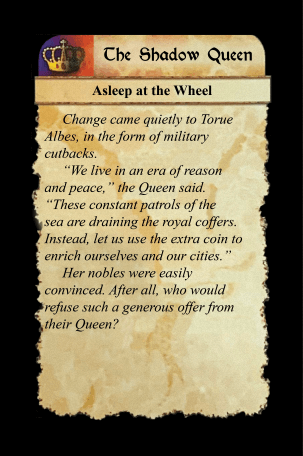 The Shadow Queen
Asleep at the Wheel
Change came quietly to Torue
Albes, in the form of military
cutbacks.
“We live in an era of reason
and peace,” the Queen said.
“These constant patrols of the
sea are draining the royal coffers.
Instead, let us use the extra coin to
enrich ourselves and our cities.”
Her nobles were easily
convinced. After all, who would
refuse such a generous offer from
their Queen?